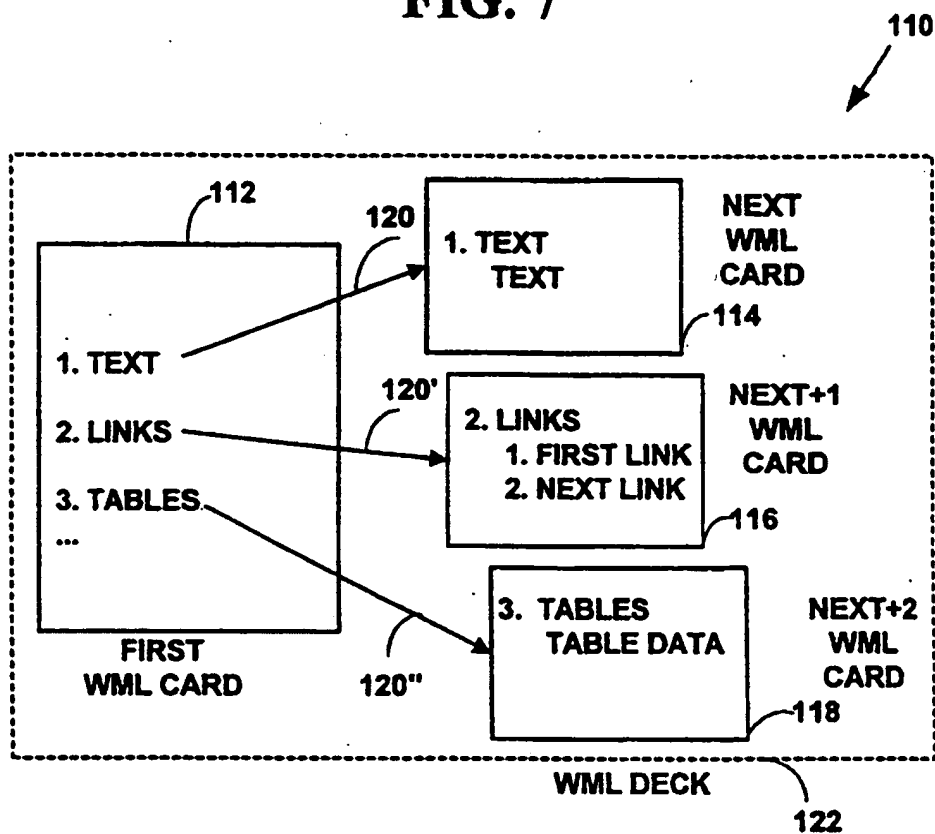 FIG. 7
110
112
120
1. TEXT
TEXT
NEXT
WML
CARD
114
1. TEXT
2. LINKS
3. TABLES
...
120'
2. LINKS
1. FIRST LINK
2. NEXT LINK
NEXT+1
WML
CARD
116
3. TABLES
TABLE DATA
NEXT+2
WML
CARD
118
FIRST
WML CARD
120"
WML DECK
122